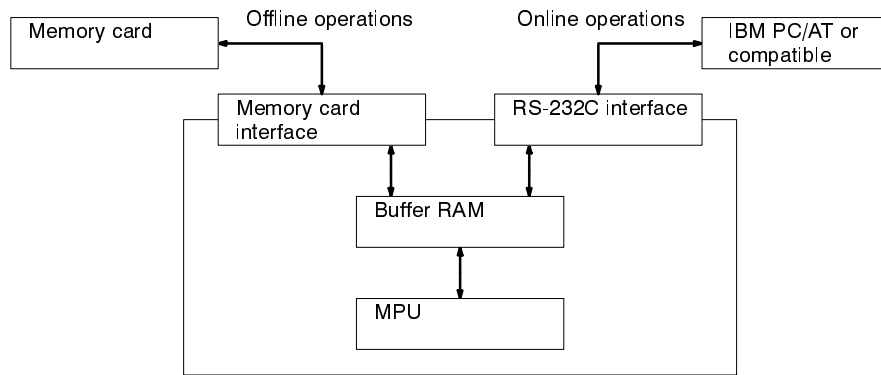 Offline operations
Online operations
Memory card
IBM PC/AT or
compatible
Memory card
interface
RS-232C interface
Buffer RAM
MPU